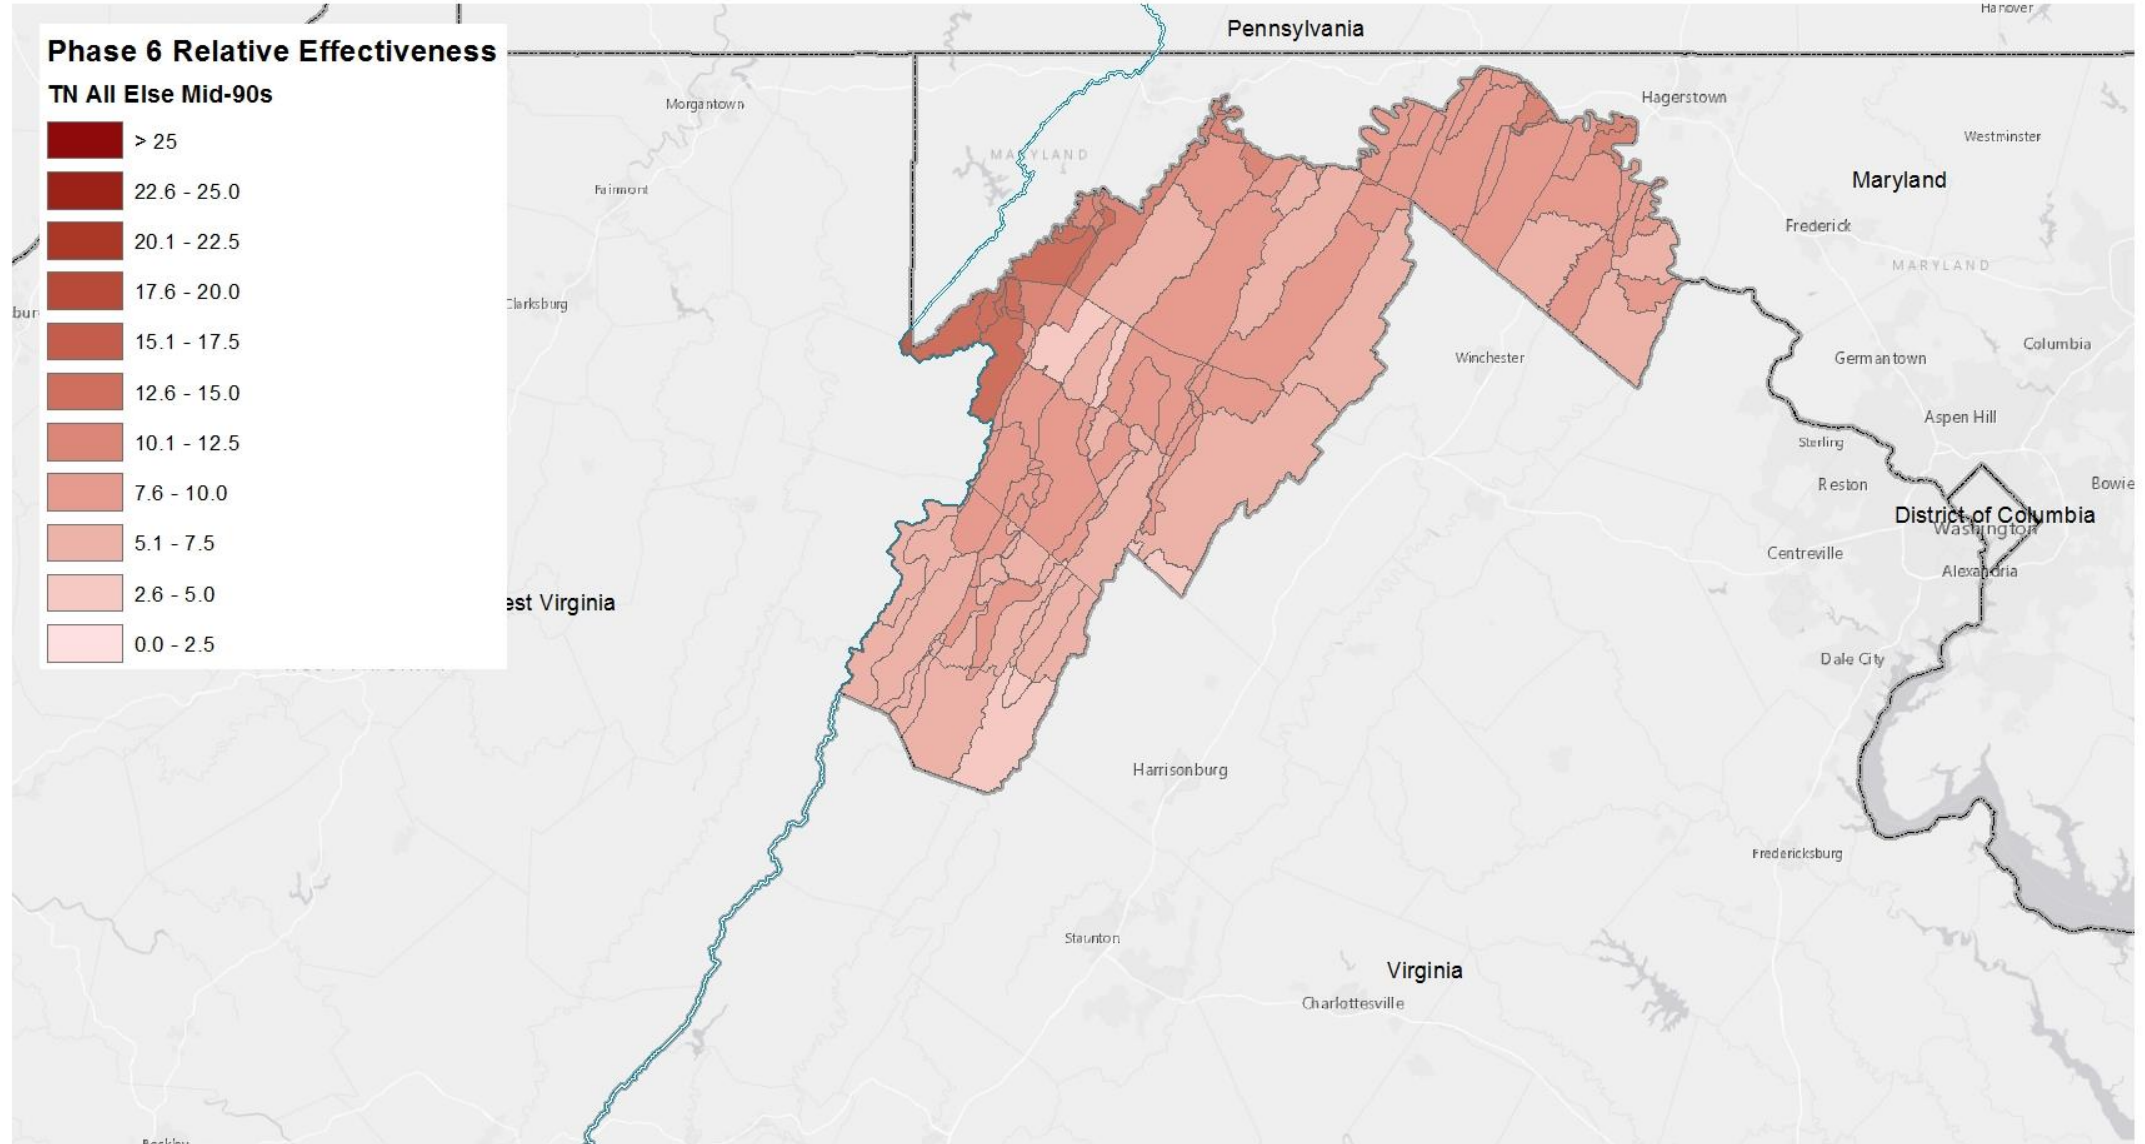 Phase 6 Relative Effectiveness
TN All Else Mid-90s
> 25
22.6 - 25.0
20.1 - 22.5
17.6 - 20.0
15.1 - 17.5
12.6 - 15.0
10.1 - 12.5
7.6 - 10.0
5.1 - 7.5
2.6 - 5.0
0.0 - 2.5
Pennsylvania
Hanover
Morgantown
Hagerstown
Westminster
MARYLAND
Maryland
Fairmont
Frederick
MARYLAND
Clarksburg
bur
Winchester
Germantown
Columbia
Aspen Hill
Sterling
Reston
Bowie
District of Columbia
Washington
Centreville
Alexandria
est Virginia
Dale City
Harrisonburg
Fredericksburg
Staunton
Virginia
Charlottesville